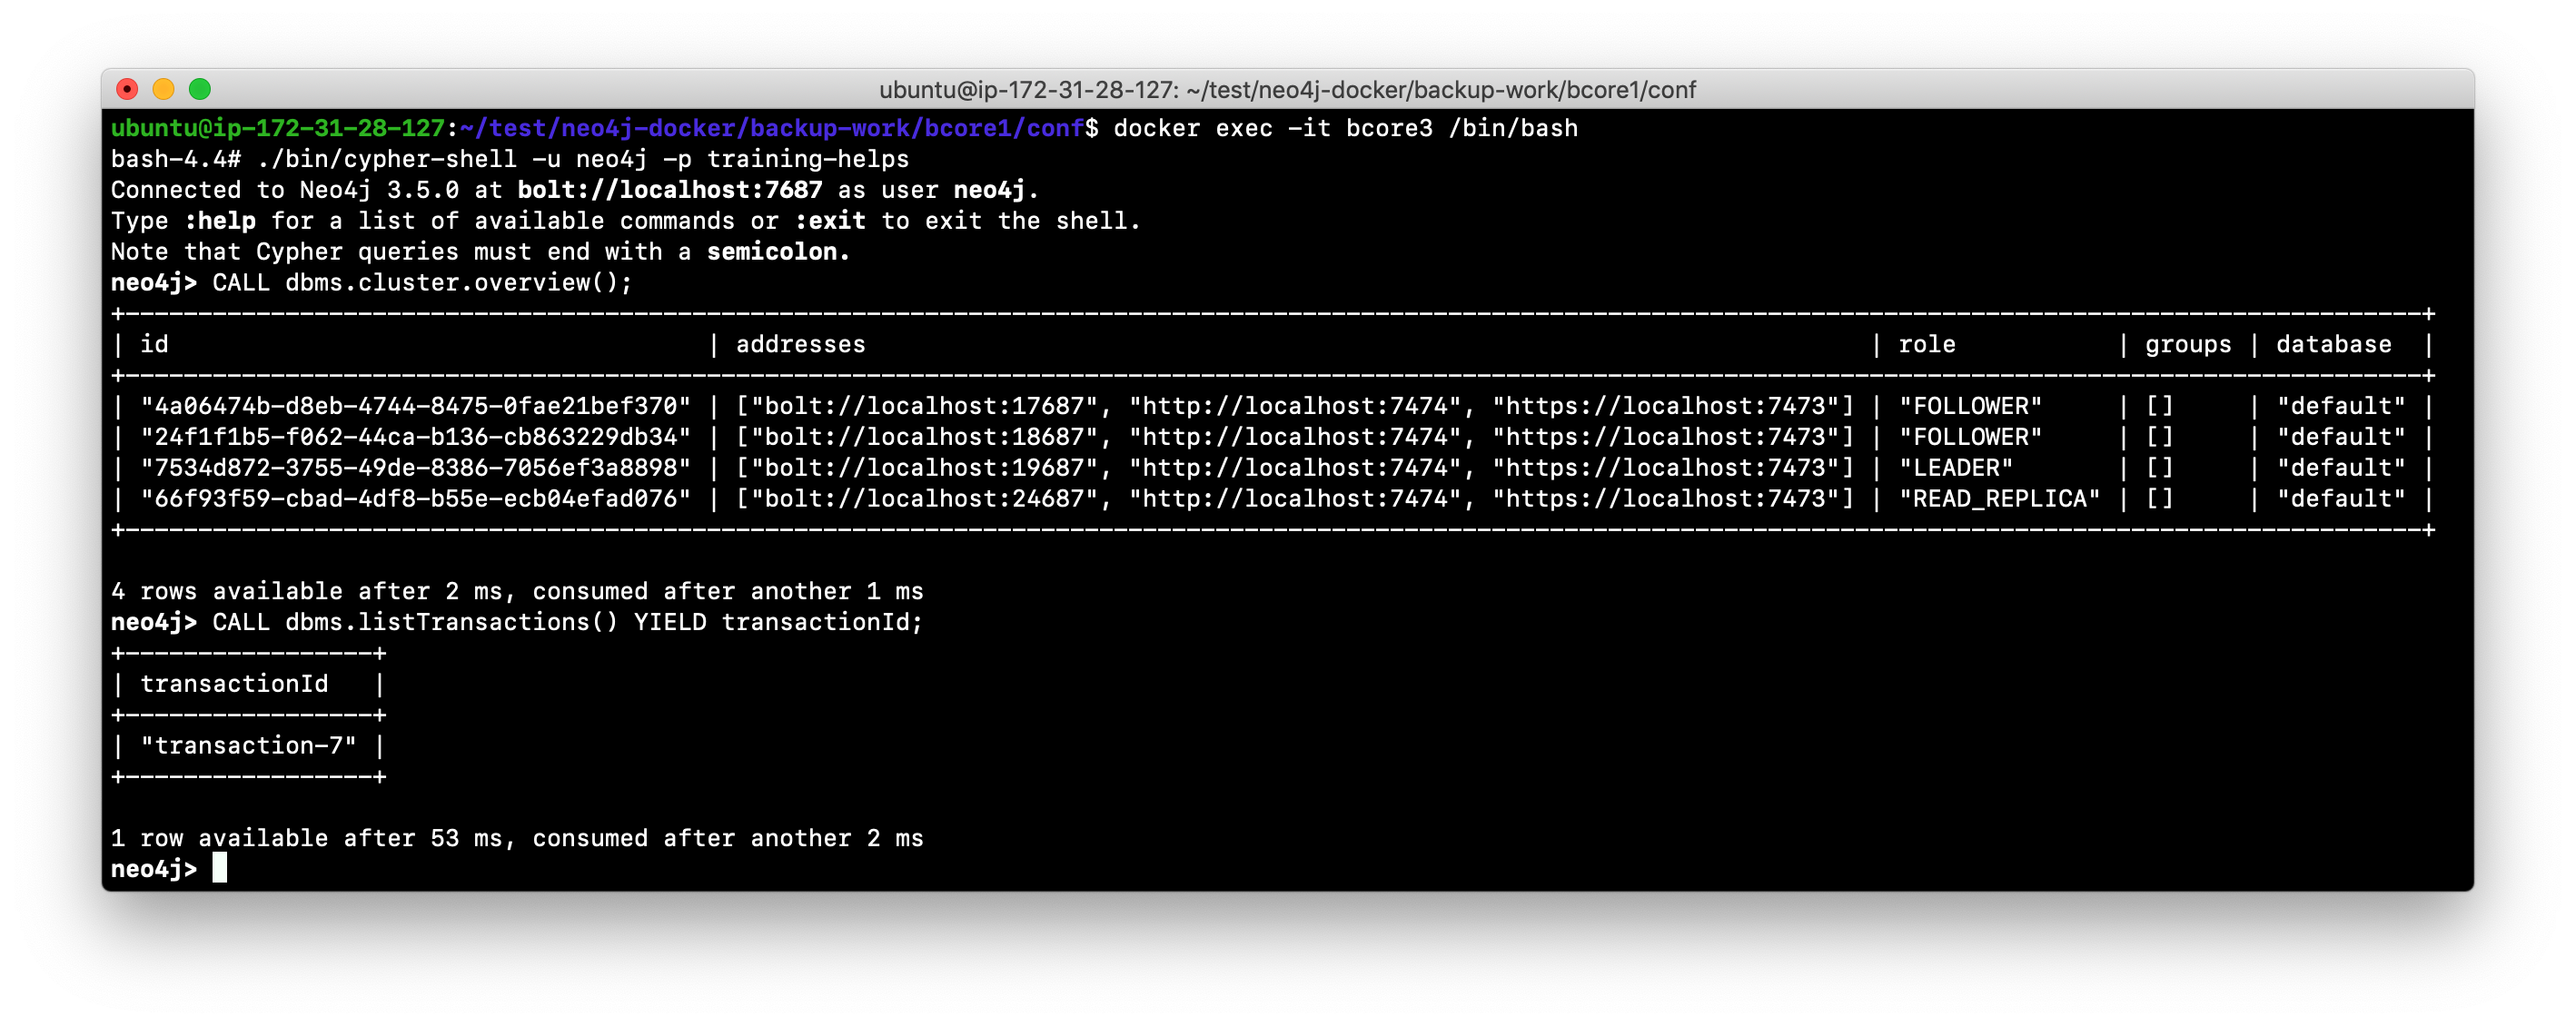 ubuntu@ip-172-31-28-127: ~/test/neo4j-docker/backup-work/bcore1/conf
ubuntu@ip-172-31-28-127:~/test/neo4j-docker/backup-work/bcore1/conf$ docker exec -it bcore3 /bin/bash
bash-4.4# ./bin/cypher-shell -u neo4j -p training-helps
Connected to Neo4j 3.5.0 at bolt://localhost:7687 as user neo4j.
Type :help for a list of available commands or :exit to exit the shell.
Note that Cypher queries must end with a semicolon.
neo4j> CALL dbms.cluster.overview();
| id | addresses | role | groups | database |
| "4a06474b-d8eb-4744-8475-0fae21bef370" | ["bolt://localhost:17687", "http://localhost:7474", "https://localhost:7473"] | "FOLLOWER" | [] | "default" |
| "24f1f1b5-f062-44ca-b136-cb863229db34" | ["bolt://localhost:18687", "http://localhost:7474", "https://localhost:7473"] | "FOLLOWER" | [] | "default" |
| "7534d872-3755-49de-8386-7056ef3a8898" | ["bolt://localhost:19687", "http://localhost:7474", "https://localhost:7473"] | "LEADER" | [] | "default" |
| "66f93f59-cbad-4df8-b55e-ecb04efad076" | ["bolt://localhost:24687", "http://localhost:7474", "https://localhost:7473"] | "READ_REPLICA" | [] | "default" |
4 rows available after 2 ms, consumed after another 1 ms
neo4j> CALL dbms.listTransactions() YIELD transactionId;
| transactionId |
| "transaction-7" |
1 row available after 53 ms, consumed after another 2 ms
neo4j>